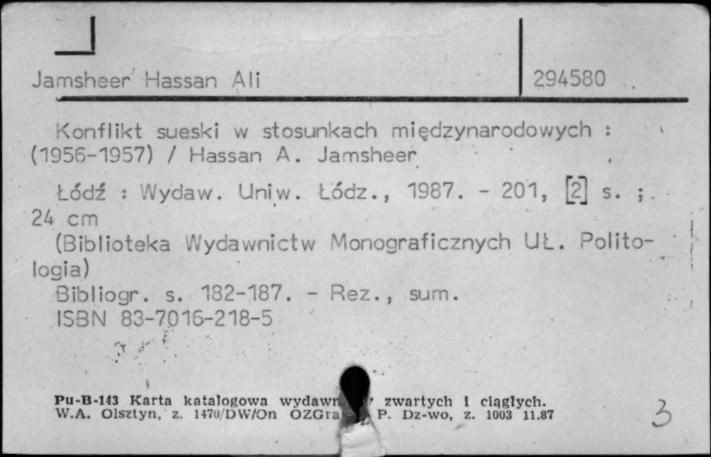 Jamsheer Hassan Ali
294580
Konflikt sueski w stosunkach międzynarodowych :
(1956-1957) / Hassan A. Jamsheer
Łódź : Wydaw. Uniw. Łódz., 1987. - 201, [2] s. ;
24 cm
(Biblioteka Wydawnictw Monograficznych UŁ. Polito-
logia)
Bibliogr. s. 182-187. - Rez., sum.
ISBN 83-7016-218-5
Pu-B-143 Karta katalogowa wydawn zwartych i ciągłych.
W.A. Olsztyn, z. 1470/DW/On OZGra P. Dz-wo, z. 1003 11.87
3